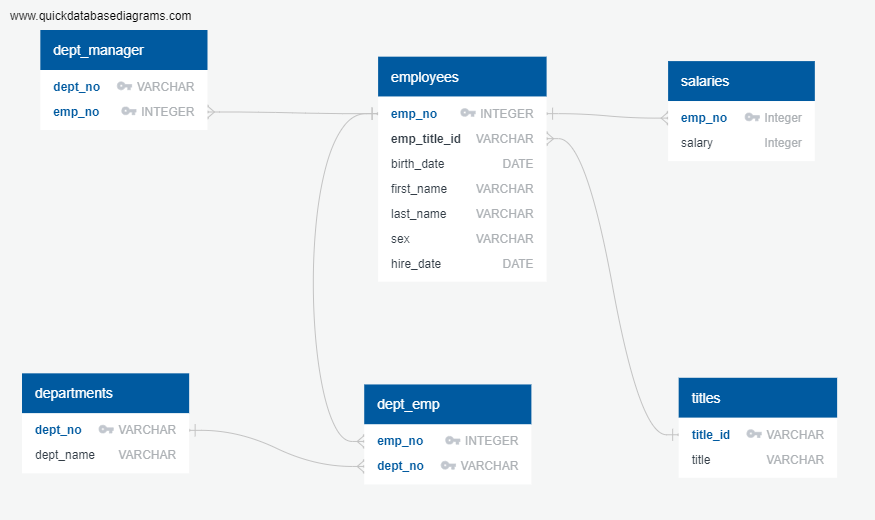 www.quickdatabasediagrams.com
dept_manager
dept_no VARCHAR
emp_no INTEGER
employees
emp_no INTEGER
emp_title_id VARCHAR
birth_date DATE
first_name VARCHAR
last_name VARCHAR
sex VARCHAR
hire_date DATE
salaries
emp_no Integer
salary Integer
departments
dept_no VARCHAR
dept_name VARCHAR
dept_emp
emp_no INTEGER
dept_no VARCHAR
titles
title_id VARCHAR
title VARCHAR